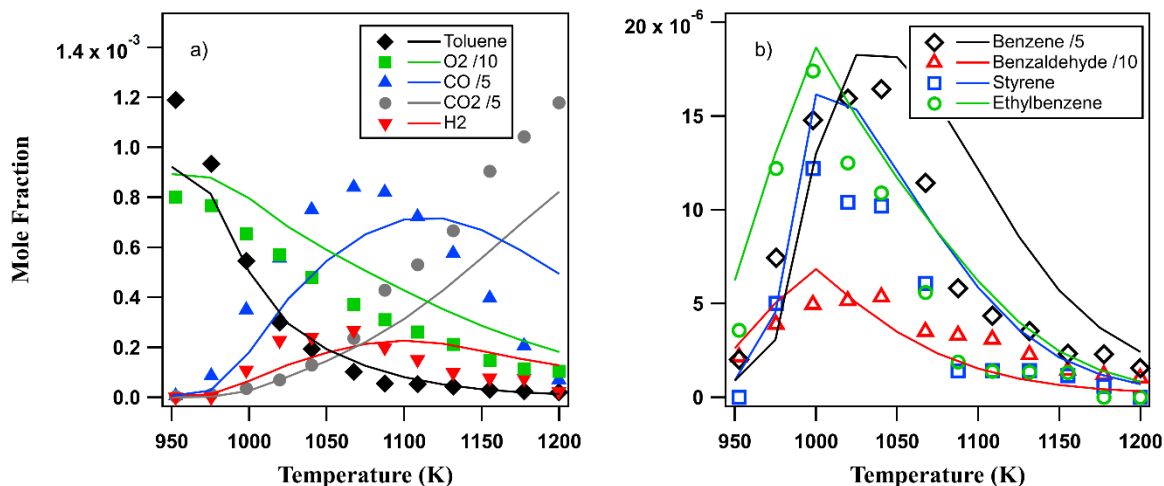 1.4 x 10-3
1.2
1.0
0.8
0.6
0.4
0.2
0.0
Mole Fraction
a)
Toluene
O2 /10
CO /5
CO2 /5
H2
950
1000
1050
1100
1150
1200
Temperature (K)
20 x10-6
15
10
5
0
b)
Benzene /5
Benzaldehyde /10
Styrene
Ethylbenzene
950
1000
1050
1100
1150
1200
Temperature (K)